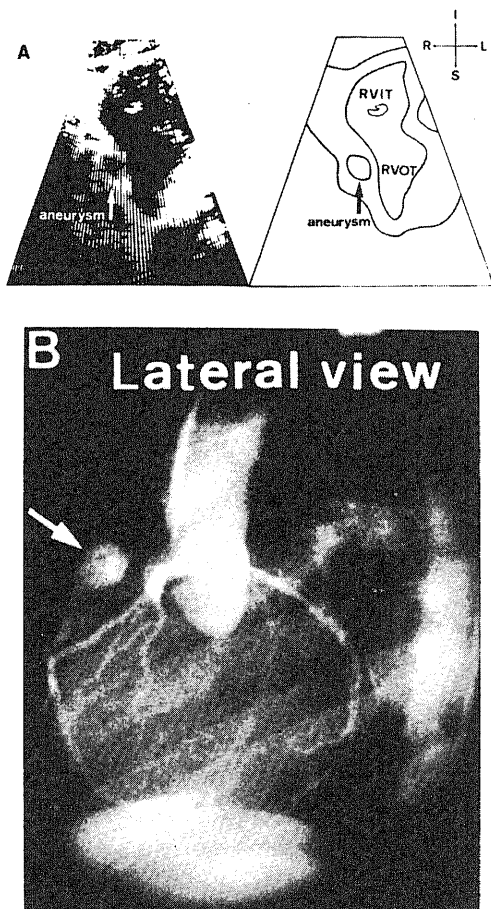 A
aneurysm
I
R L
S
RVIT
RVOT
aneurysm
B
Lateral view